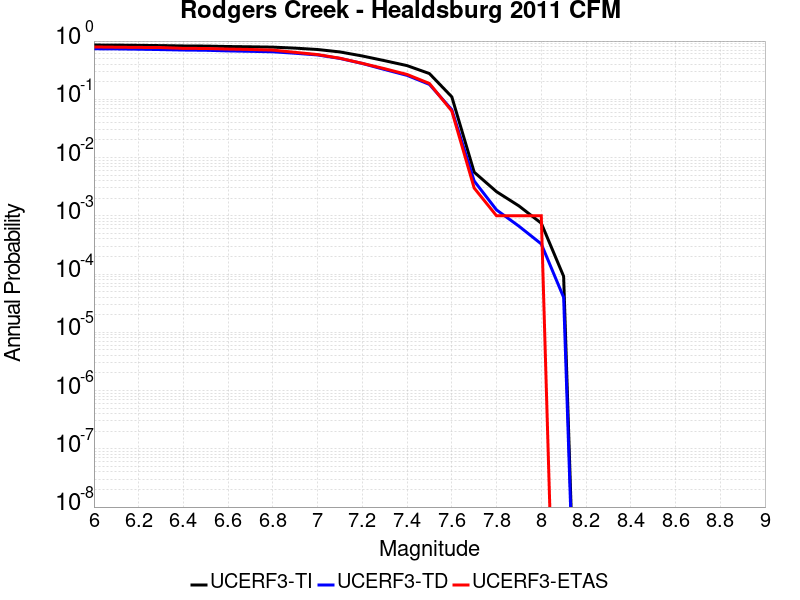 Rodgers Creek - Healdsburg 2011 CFM
10^0
10^-1
10^-2
10^-3
10^-4
10^-5
10^-6
10^-7
10^-8
Annual Probability
6 6.2 6.4 6.6 6.8 7 7.2 7.4 7.6 7.8 8 8.2 8.4 8.6 8.8 9
Magnitude
UCERF3-TI UCERF3-TD UCERF3-ETAS